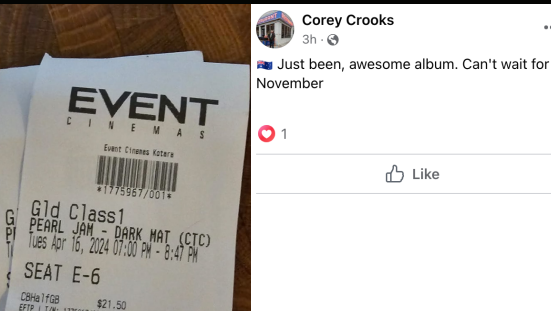 EVENT
CINEMAS
Event Cinemas Kotara
*1775967/001*
Gld Class1
PEARL JAM - DARK MAT (CTC)
Tues Apr 16, 2024 07:00 PM - 8:47 PM
SEAT E-6
CBHalfGB $21.50
Corey Crooks
3h ·
Just been, awesome album. Can't wait for
November
1
Like